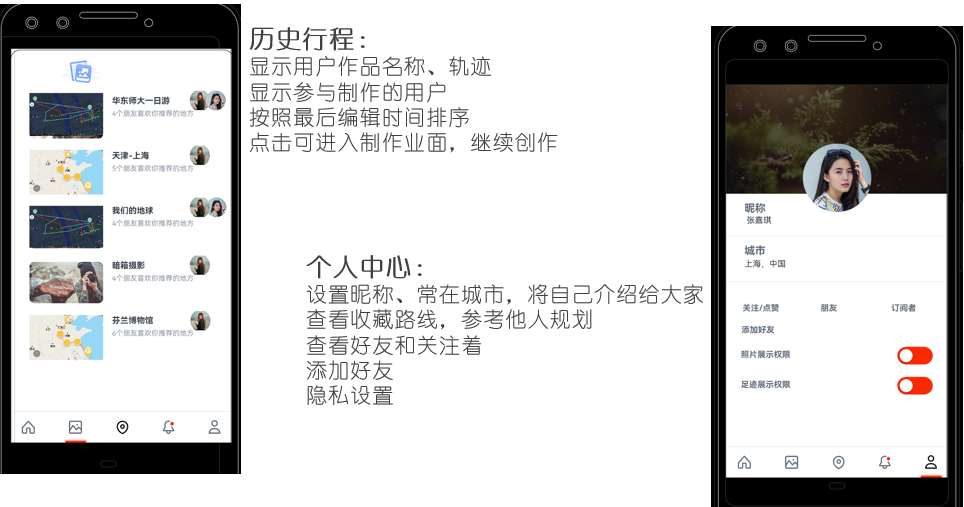 华东师大一日游
4个朋友喜欢你推荐的地方
天津-上海
5个朋友喜欢你推荐的地方
我们的地球
4个朋友喜欢你推荐的地方
暗箱摄影
4个朋友喜欢你推荐的地方
芬兰博物馆
6个朋友喜欢你推荐的地方
历史行程：
显示用户作品名称、轨迹
显示参与制作的用户
按照最后编辑时间排序
点击可进入制作业面，继续创作
个人中心：
设置昵称、常在城市，将自己介绍给大家
查看收藏路线，参考他人规划
查看好友和关注着
添加好友
隐私设置
昵称
张嘉琪
城市
上海、中国
关注/点赞 朋友 订阅者
添加好友
照片展示权限
足迹展示权限